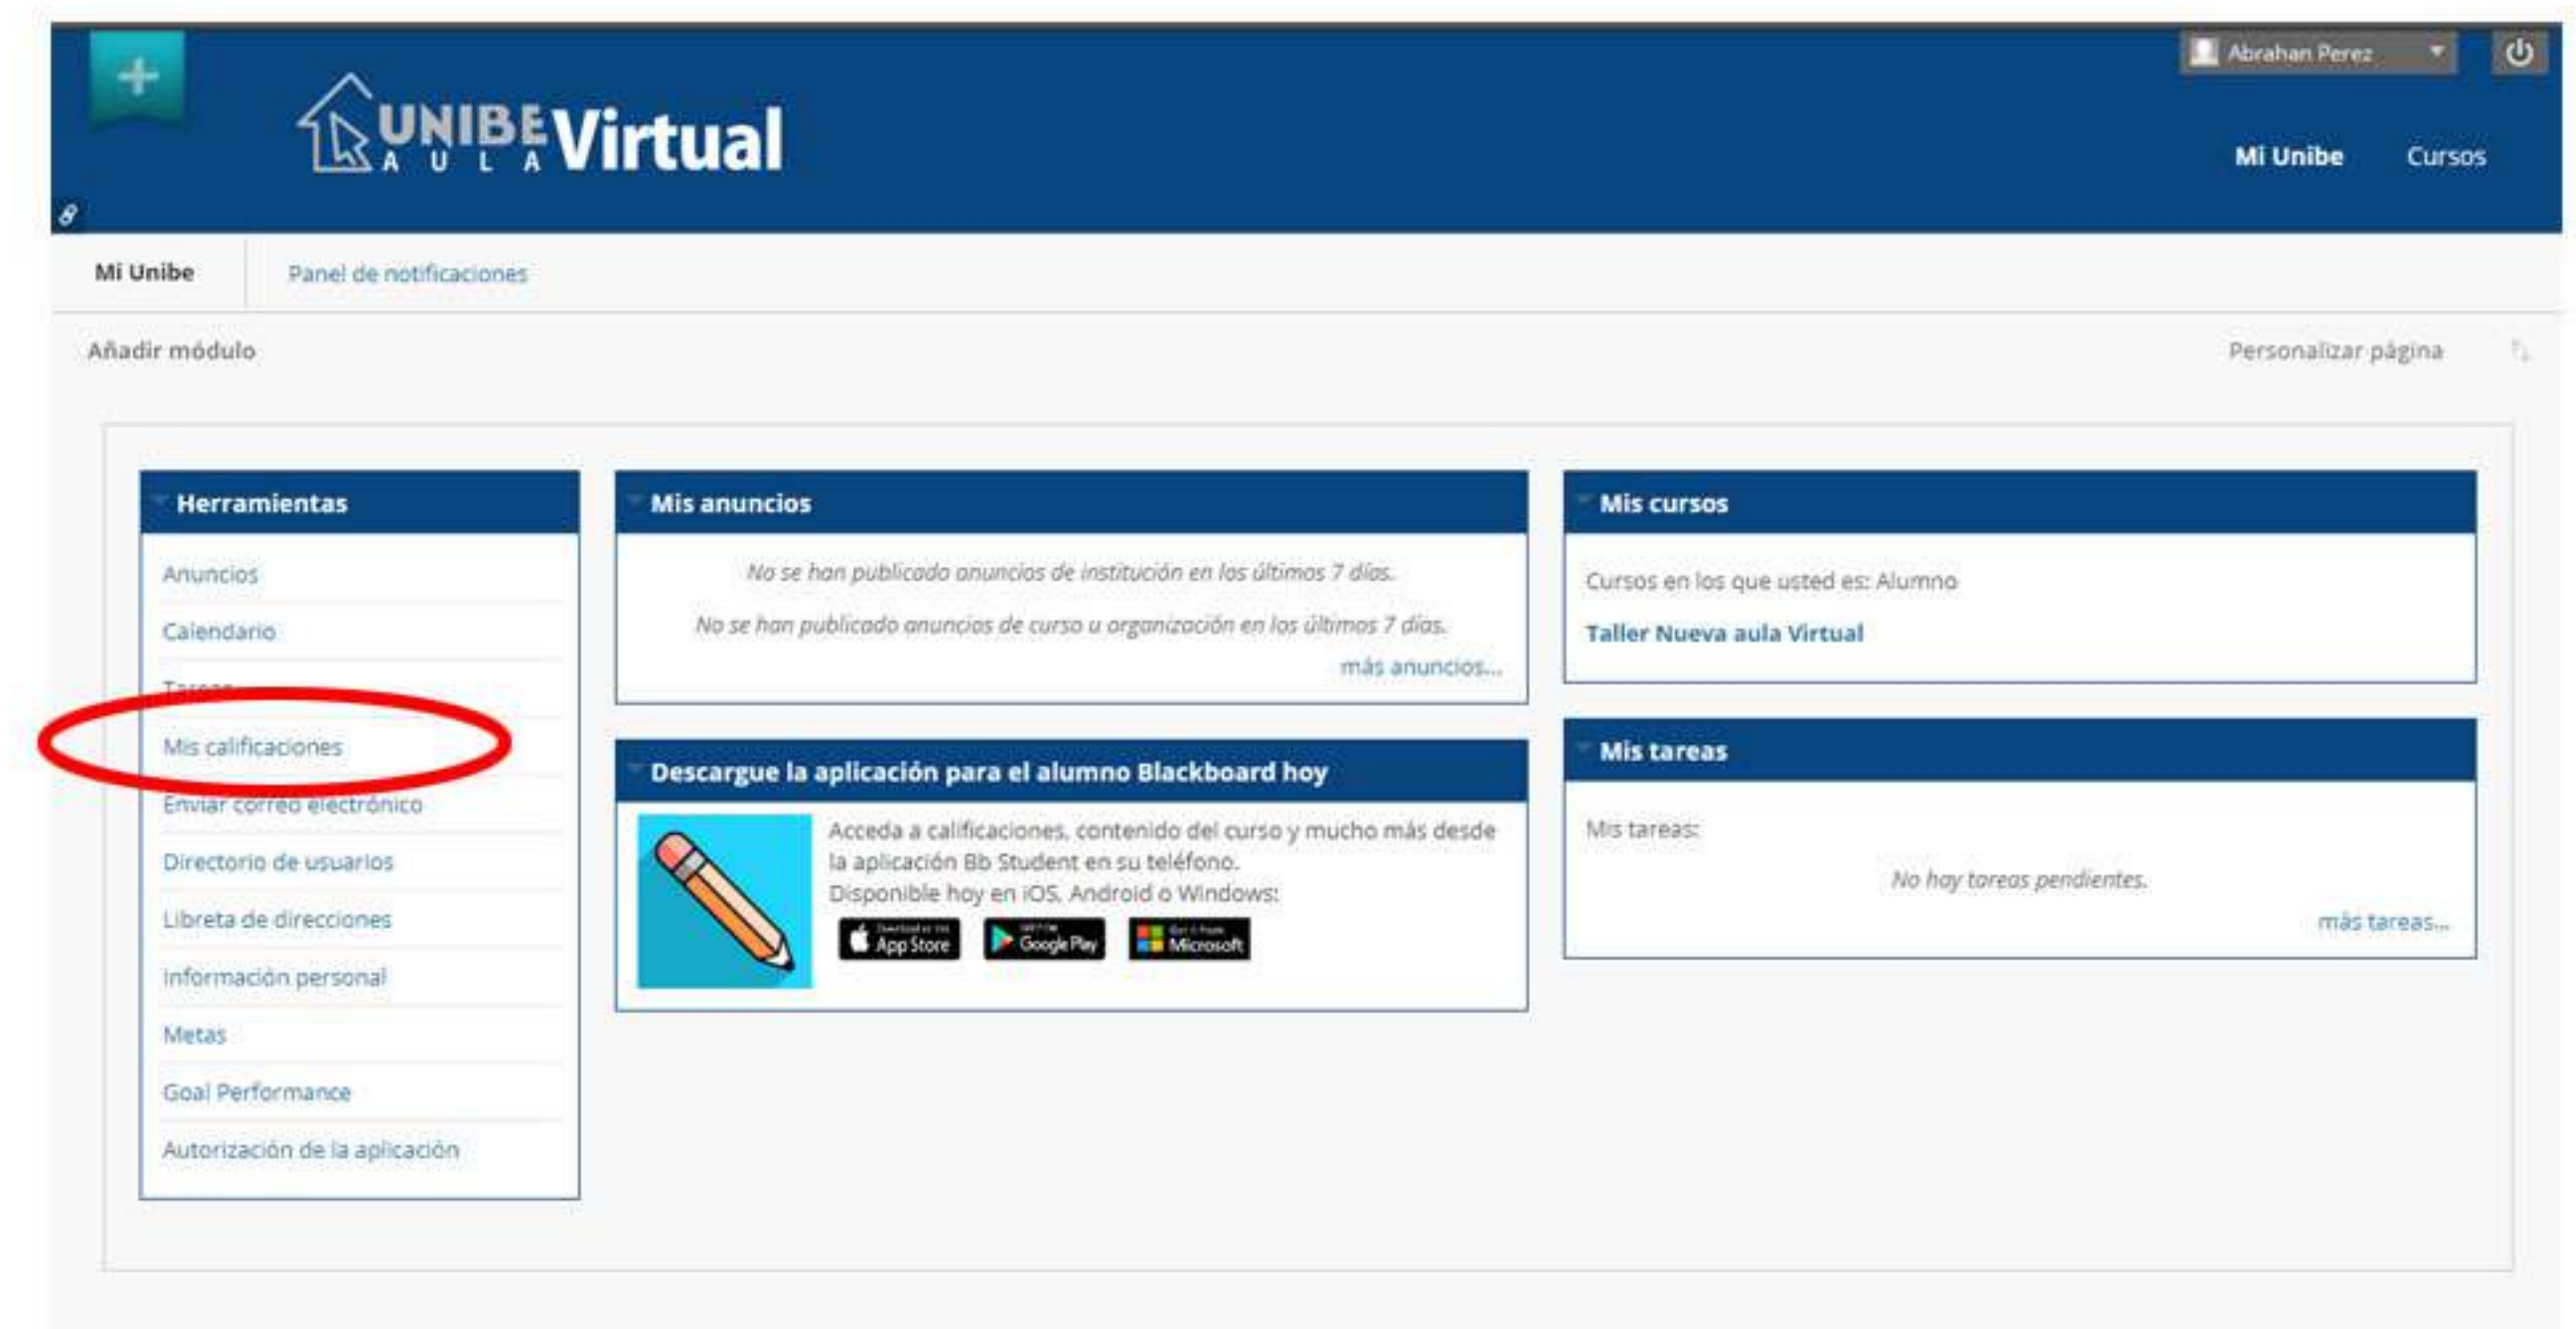 Abrahan Perez
UNIBE Virtual
AULA
Mi Unibe Cursos
Mi Unibe Panel de notificaciones
Añadir módulo Personalizar página
Herramientas
Anuncios
Calendario
Tareas
Mis calificaciones
Enviar correo electrónico
Directorio de usuarios
Libreta de direcciones
Información personal
Metas
Goal Performance
Autorización de la aplicación
Mis anuncios
No se han publicado anuncios de institución en los últimos 7 días.
No se han publicado anuncios de curso u organización en los últimos 7 días.
más anuncios...
Descargue la aplicación para el alumno Blackboard hoy
Acceda a calificaciones, contenido del curso y mucho más desde
la aplicación Bb Student en su teléfono.
Disponible hoy en iOS, Android o Windows:
App Store
Google Play
Microsoft
Mis cursos
Cursos en los que usted es: Alumno
Taller Nueva aula Virtual
Mis tareas
Mis tareas:
No hay tareas pendientes.
más tareas...